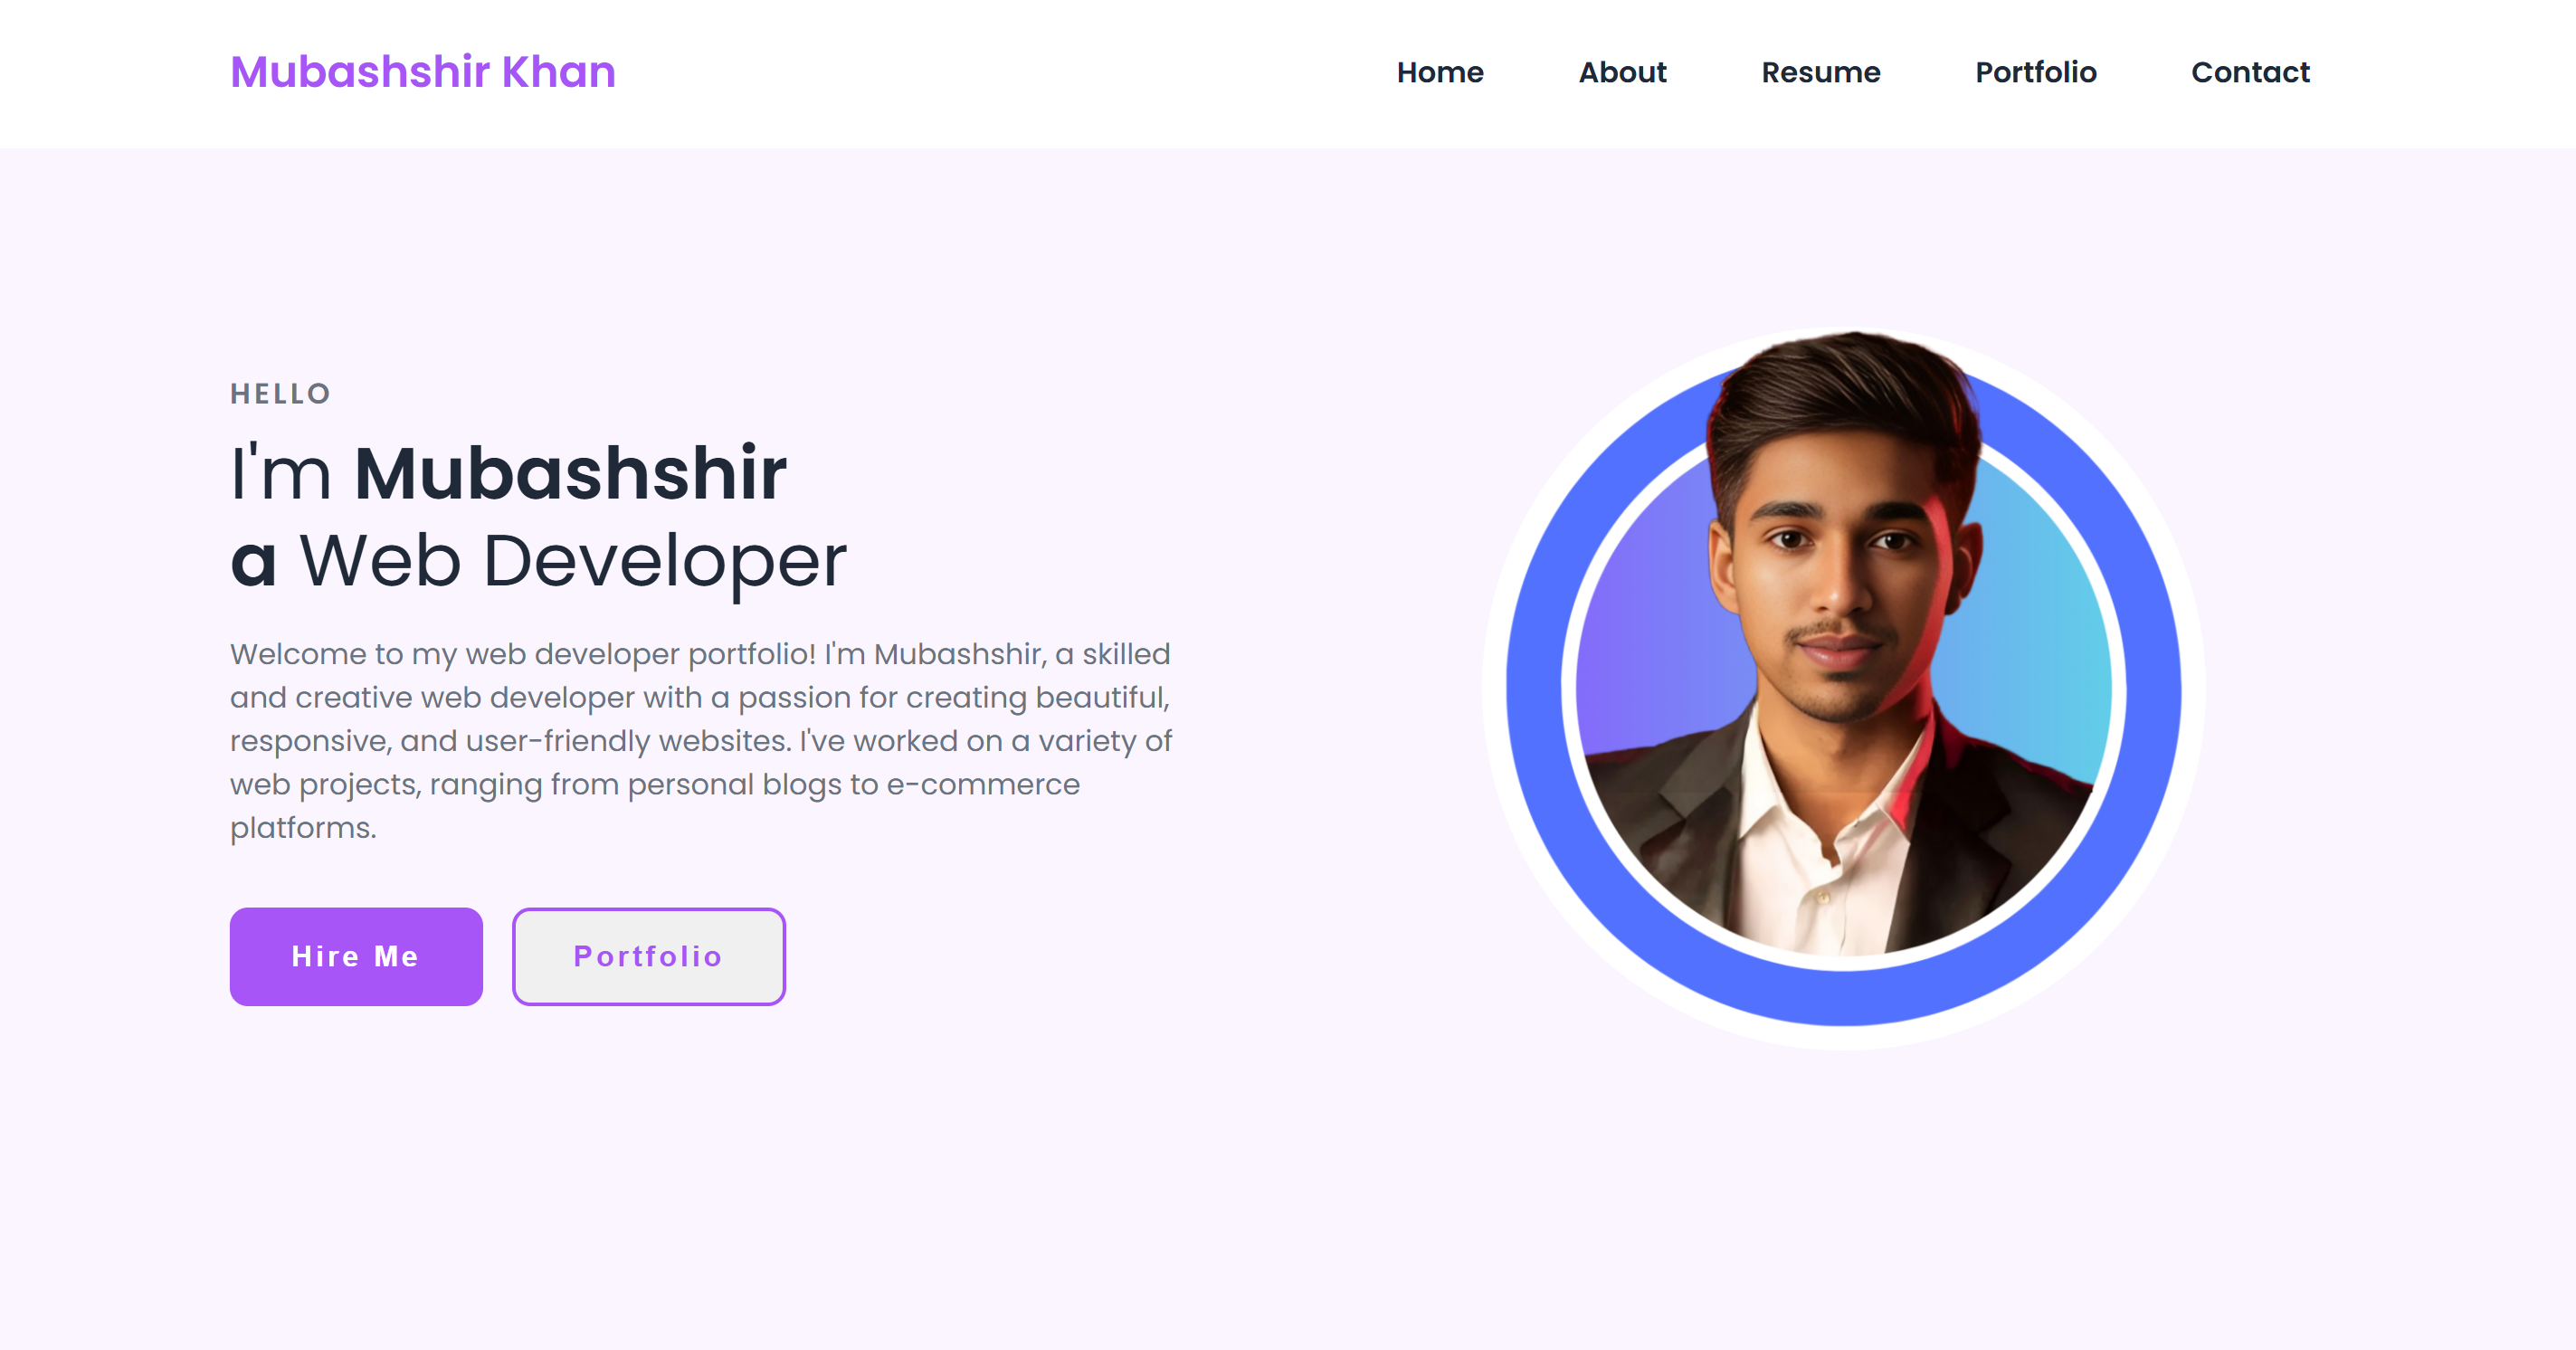 Mubashshir Khan
Home About Resume Portfolio Contact
HELLO
I'm Mubashshir
a Web Developer
Welcome to my web developer portfolio! I'm Mubashshir, a skilled
and creative web developer with a passion for creating beautiful,
responsive, and user-friendly websites. I've worked on a variety of
web projects, ranging from personal blogs to e-commerce
platforms.
Hire Me Portfolio